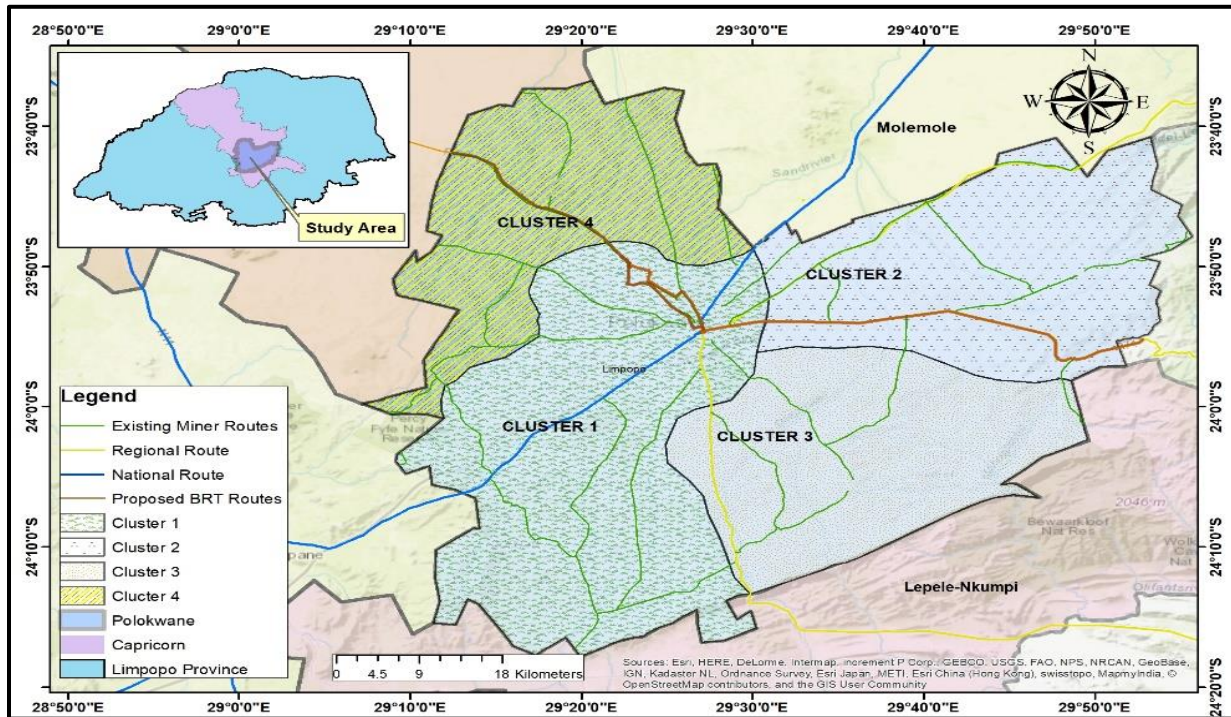 28°50'0"E 29°0'0"E 29°10'0"E 29°20'0"E 29°30'0"E 29°40'0"E 29°50'0"E
23°40'0"S 23°50'0"S 24°0'0"S 24°10'0"S
Study Area
N
W E
S
Molemole
Sandrivier
CLUSTER 4
CLUSTER 2
Limpopo
CLUSTER 1
CLUSTER 3
2046 m
Bewaarkloof
Nat Res
Lepele-Nkumpi
Legend
Existing Miner Routes
Regional Route
National Route
Proposed BRT Routes
Cluster 1
Cluster 2
Cluster 3
Clucter 4
Polokwane
Capricorn
Limpopo Province
0 4.5 9 18 Kilometers
Sources: Esri, HERE, DeLorme, Intermap, increment P Corp., GEBCO, USGS, FAO, NPS, NRCAN, GeoBase,
IGN, Kadaster NL, Ordnance Survey, Esri Japan, METI, Esri China (Hong Kong), swisstopo, MapmyIndia, ©
OpenStreetMap contributors, and the GIS User Community
23°40'0"S 23°50'0"S 24°0'0"S 24°10'0"S 24°20'0"S
28°50'0"E 29°0'0"E 29°10'0"E 29°20'0"E 29°30'0"E 29°40'0"E 29°50'0"E